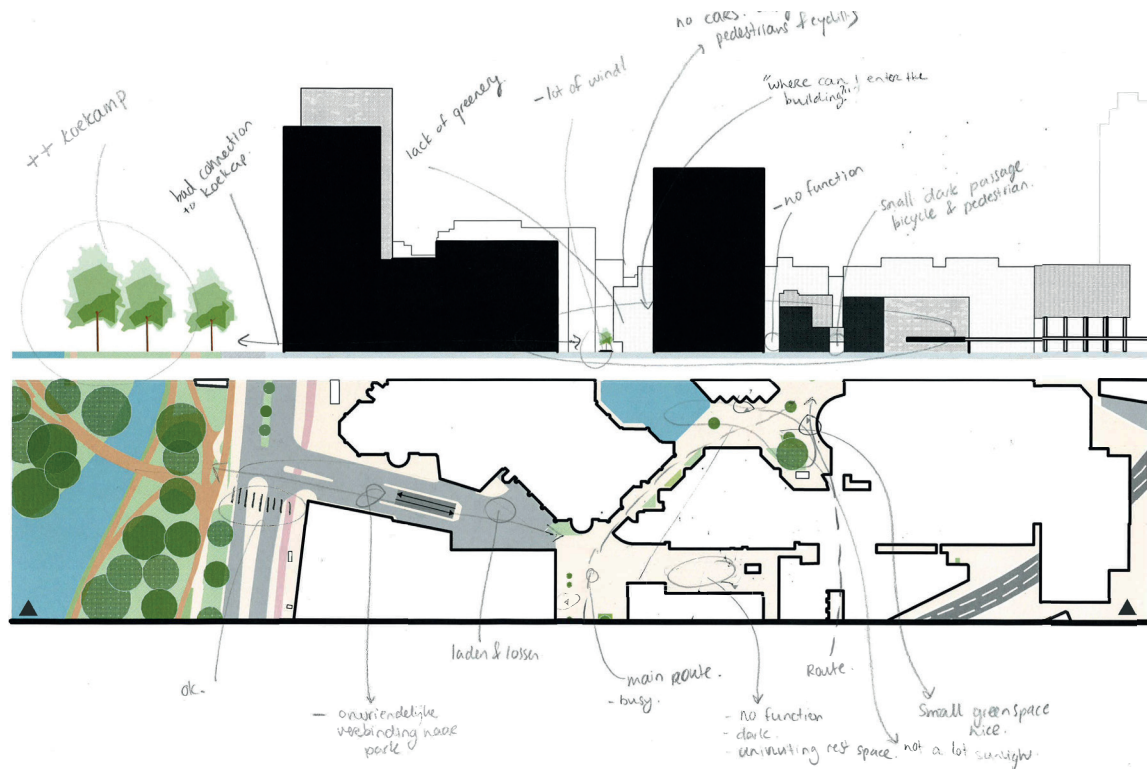 no cars.
pedestrians & cycling
++ koekamp
bad connection
to koekap.
lack of greenery
-lot of wind!
"where can I enter the
building?"
-no function
small dark passage
bicycle & pedestrian.
laden & lossen
ok.
- onvriendelijke
verbinding naar
park
-main route.
- busy.
- no function
- dark.
- uninviting rest space.
Route.
Small greenspace
nice.
not a lot sunlight.